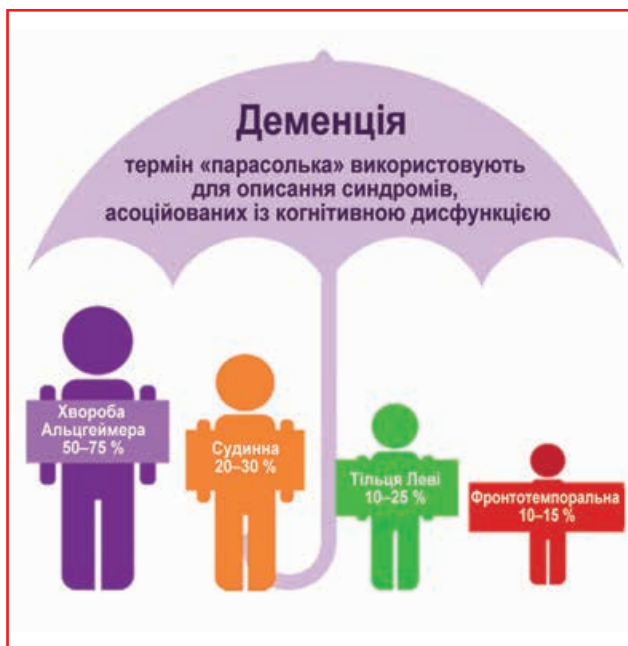 Деменція
термін «парасолька» використовують
для описання синдромів,
асоційованих із когнітивною дисфункцією
Хвороба
Альцгеймера
50–75 %
Судинна
20–30 %
Тільця Леві
10–25 %
Фронтотемпоральна
10–15 %